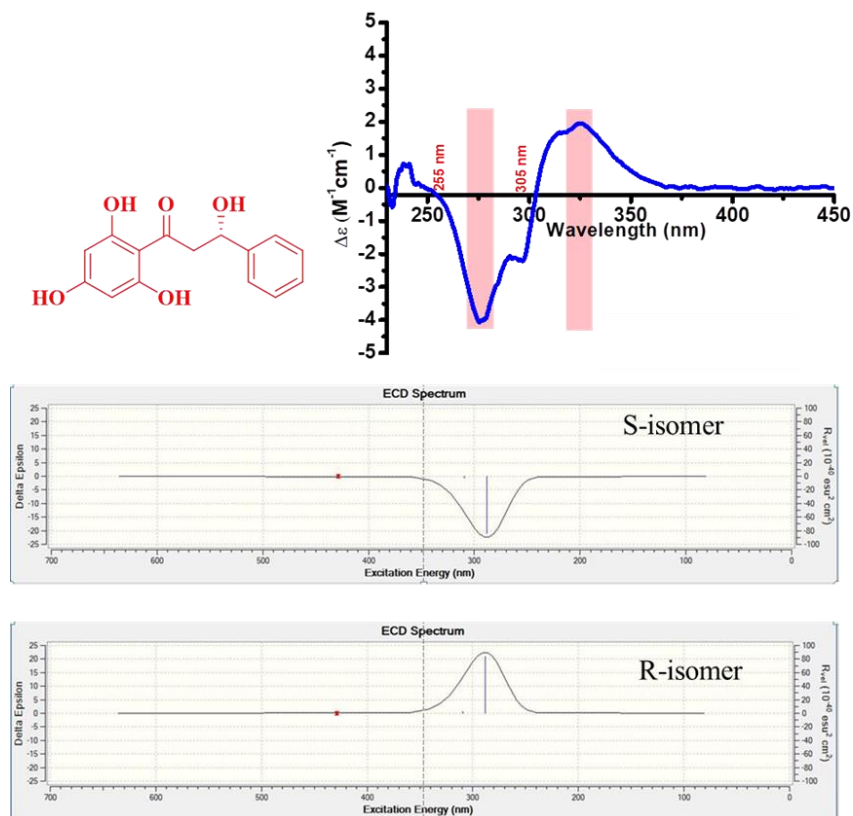 OH
O
OH
HO
OH
Δε (M⁻¹cm⁻¹)
5
4
3
2
1
0
-1
-2
-3
-4
-5
255 nm
305 nm
250 300 350 400 450
Wavelength (nm)
ECD Spectrum
S-isomer
Delta Epsilon
25
20
15
10
5
0
-5
-10
-15
-20
-25
100
80
60
40
20
0
-20
-40
-60
-80
-100
R_vel (10⁻⁴⁰ esu² cm²)
700 600 500 400 300 200 100 0
Excitation Energy (nm)
ECD Spectrum
R-isomer
Delta Epsilon
25
20
15
10
5
0
-5
-10
-15
-20
-25
100
80
60
40
20
0
-20
-40
-60
-80
-100
R_vel (10⁻⁴⁰ esu² cm²)
700 600 500 400 300 200 100 0
Excitation Energy (nm)